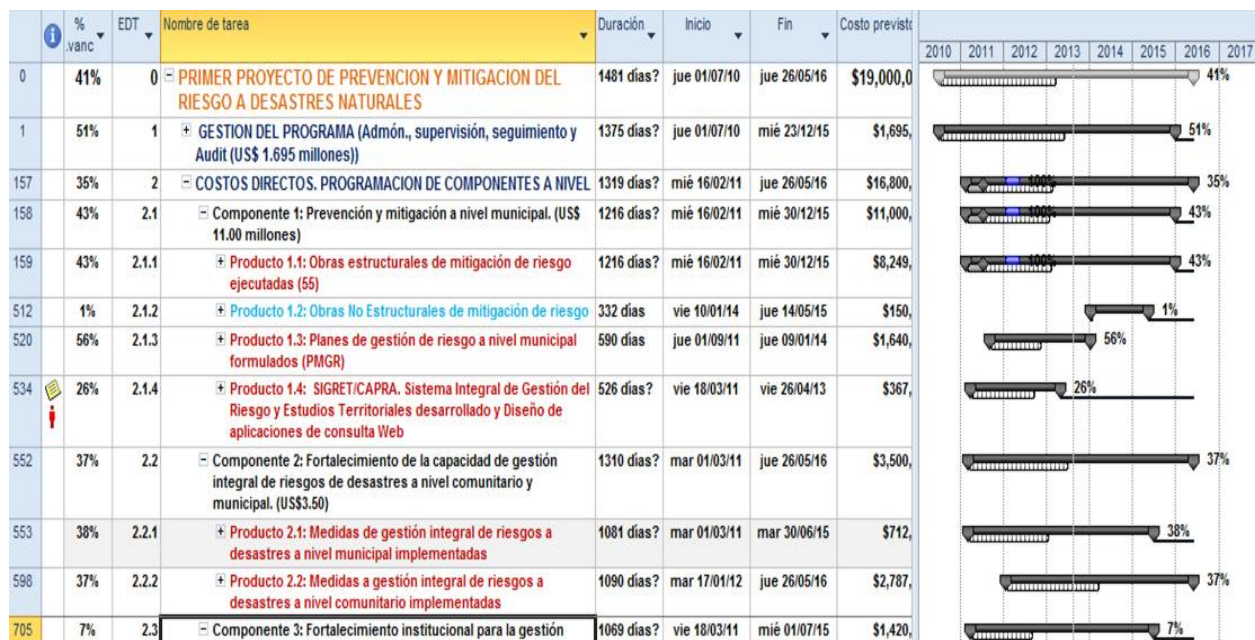 %
.vanc EDT Nombre de tarea Duración Inicio Fin Costo previsto
2010 2011 2012 2013 2014 2015 2016 2017
0 41% 0 PRIMER PROYECTO DE PREVENCION Y MITIGACION DEL 1481 días? jue 01/07/10 jue 26/05/16 $19,000,0 41%
RIESGO A DESASTRES NATURALES
1 51% 1 GESTION DEL PROGRAMA (Admón., supervisión, seguimiento y 1375 días? jue 01/07/10 mié 23/12/15 $1,695, 51%
Audit (US$ 1.695 millones))
157 35% 2 COSTOS DIRECTOS. PROGRAMACION DE COMPONENTES A NIVEL 1319 días? mié 16/02/11 jue 26/05/16 $16,800, 100% 35%
158 43% 2.1 Componente 1: Prevención y mitigación a nivel municipal. (US$ 1216 días? mié 16/02/11 mié 30/12/15 $11,000, 100% 43%
11.00 millones)
159 43% 2.1.1 Producto 1.1: Obras estructurales de mitigación de riesgo 1216 días? mié 16/02/11 mié 30/12/15 $8,249, 100% 43%
ejecutadas (55)
512 1% 2.1.2 Producto 1.2: Obras No Estructurales de mitigación de riesgo 332 días vie 10/01/14 jue 14/05/15 $150, 1%
520 56% 2.1.3 Producto 1.3: Planes de gestión de riesgo a nivel municipal 590 días jue 01/09/11 jue 09/01/14 $1,640, 56%
formulados (PMGR)
534 26% 2.1.4 Producto 1.4: SIGRET/CAPRA. Sistema Integral de Gestión del 526 días? vie 18/03/11 vie 26/04/13 $367, 26%
Riesgo y Estudios Territoriales desarrollado y Diseño de
aplicaciones de consulta Web
552 37% 2.2 Componente 2: Fortalecimiento de la capacidad de gestión 1310 días? mar 01/03/11 jue 26/05/16 $3,500, 37%
integral de riesgos de desastres a nivel comunitario y
municipal. (US$3.50)
553 38% 2.2.1 Producto 2.1: Medidas de gestión integral de riesgos a 1081 días? mar 01/03/11 mar 30/06/15 $712, 38%
desastres a nivel municipal implementadas
598 37% 2.2.2 Producto 2.2: Medidas a gestión integral de riesgos a 1090 días? mar 17/01/12 jue 26/05/16 $2,787, 37%
desastres a nivel comunitario implementadas
705 7% 2.3 Componente 3: Fortalecimiento institucional para la gestión 1069 días? vie 18/03/11 mié 01/07/15 $1,420, 7%